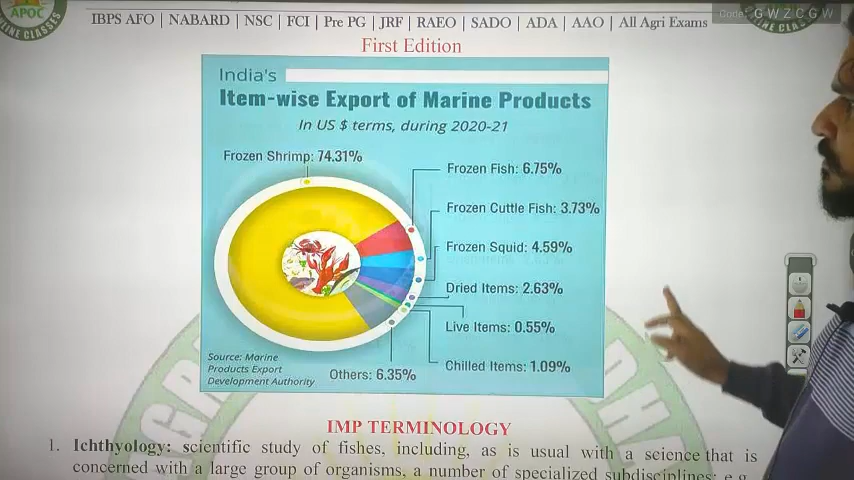 IBPS AFO | NABARD | NSC | FCI | Pre PG | JRF | RAEO | SADO | ADA | AAO | All Agri Exams
Code: G W Z C G W
APOC
First Edition
India's
Item-wise Export of Marine Products
In US $ terms, during 2020-21
Frozen Shrimp: 74.31%
Frozen Fish: 6.75%
Frozen Cuttle Fish: 3.73%
Frozen Squid: 4.59%
Dried Items: 2.63%
Live Items: 0.55%
Chilled Items: 1.09%
Others: 6.35%
Source: Marine
Products Export
Development Authority
IMP TERMINOLOGY
1. Ichthyology: scientific study of fishes, including, as is usual with a science that is
concerned with a large group of organisms, a number of specialized subdisciplines: e.g.